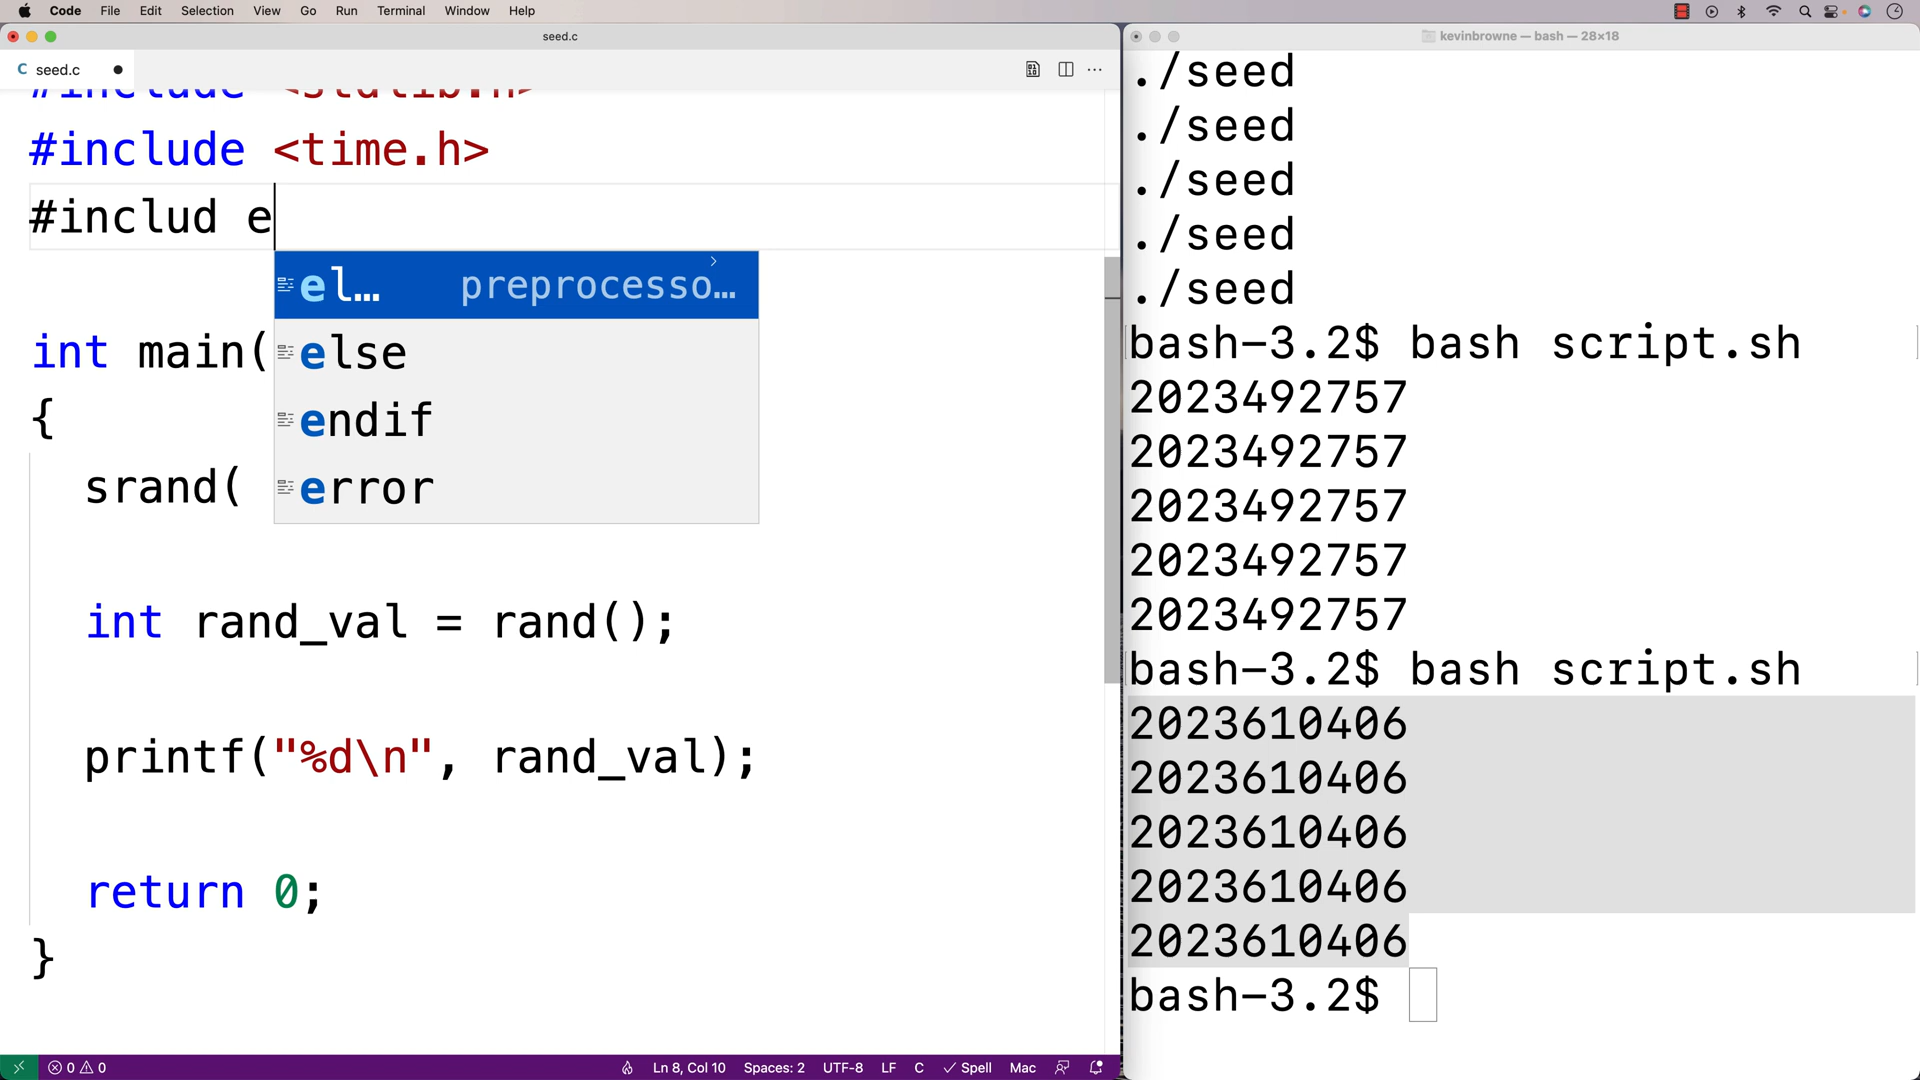 Code File Edit Selection View Go Run Terminal Window Help
seed.c
C seed.c
#include <stdlib.h>
#include <time.h>
#includ e
el… preprocesso…
else
endif
error
int main(
{
srand(
int rand_val = rand();
printf("%d\n", rand_val);
return 0;
}
0 0 Ln 8, Col 10 Spaces: 2 UTF-8 LF C Spell Mac
kevinbrowne — bash — 28×18
./seed
./seed
./seed
./seed
./seed
bash-3.2$ bash script.sh
2023492757
2023492757
2023492757
2023492757
2023492757
bash-3.2$ bash script.sh
2023610406
2023610406
2023610406
2023610406
2023610406
bash-3.2$